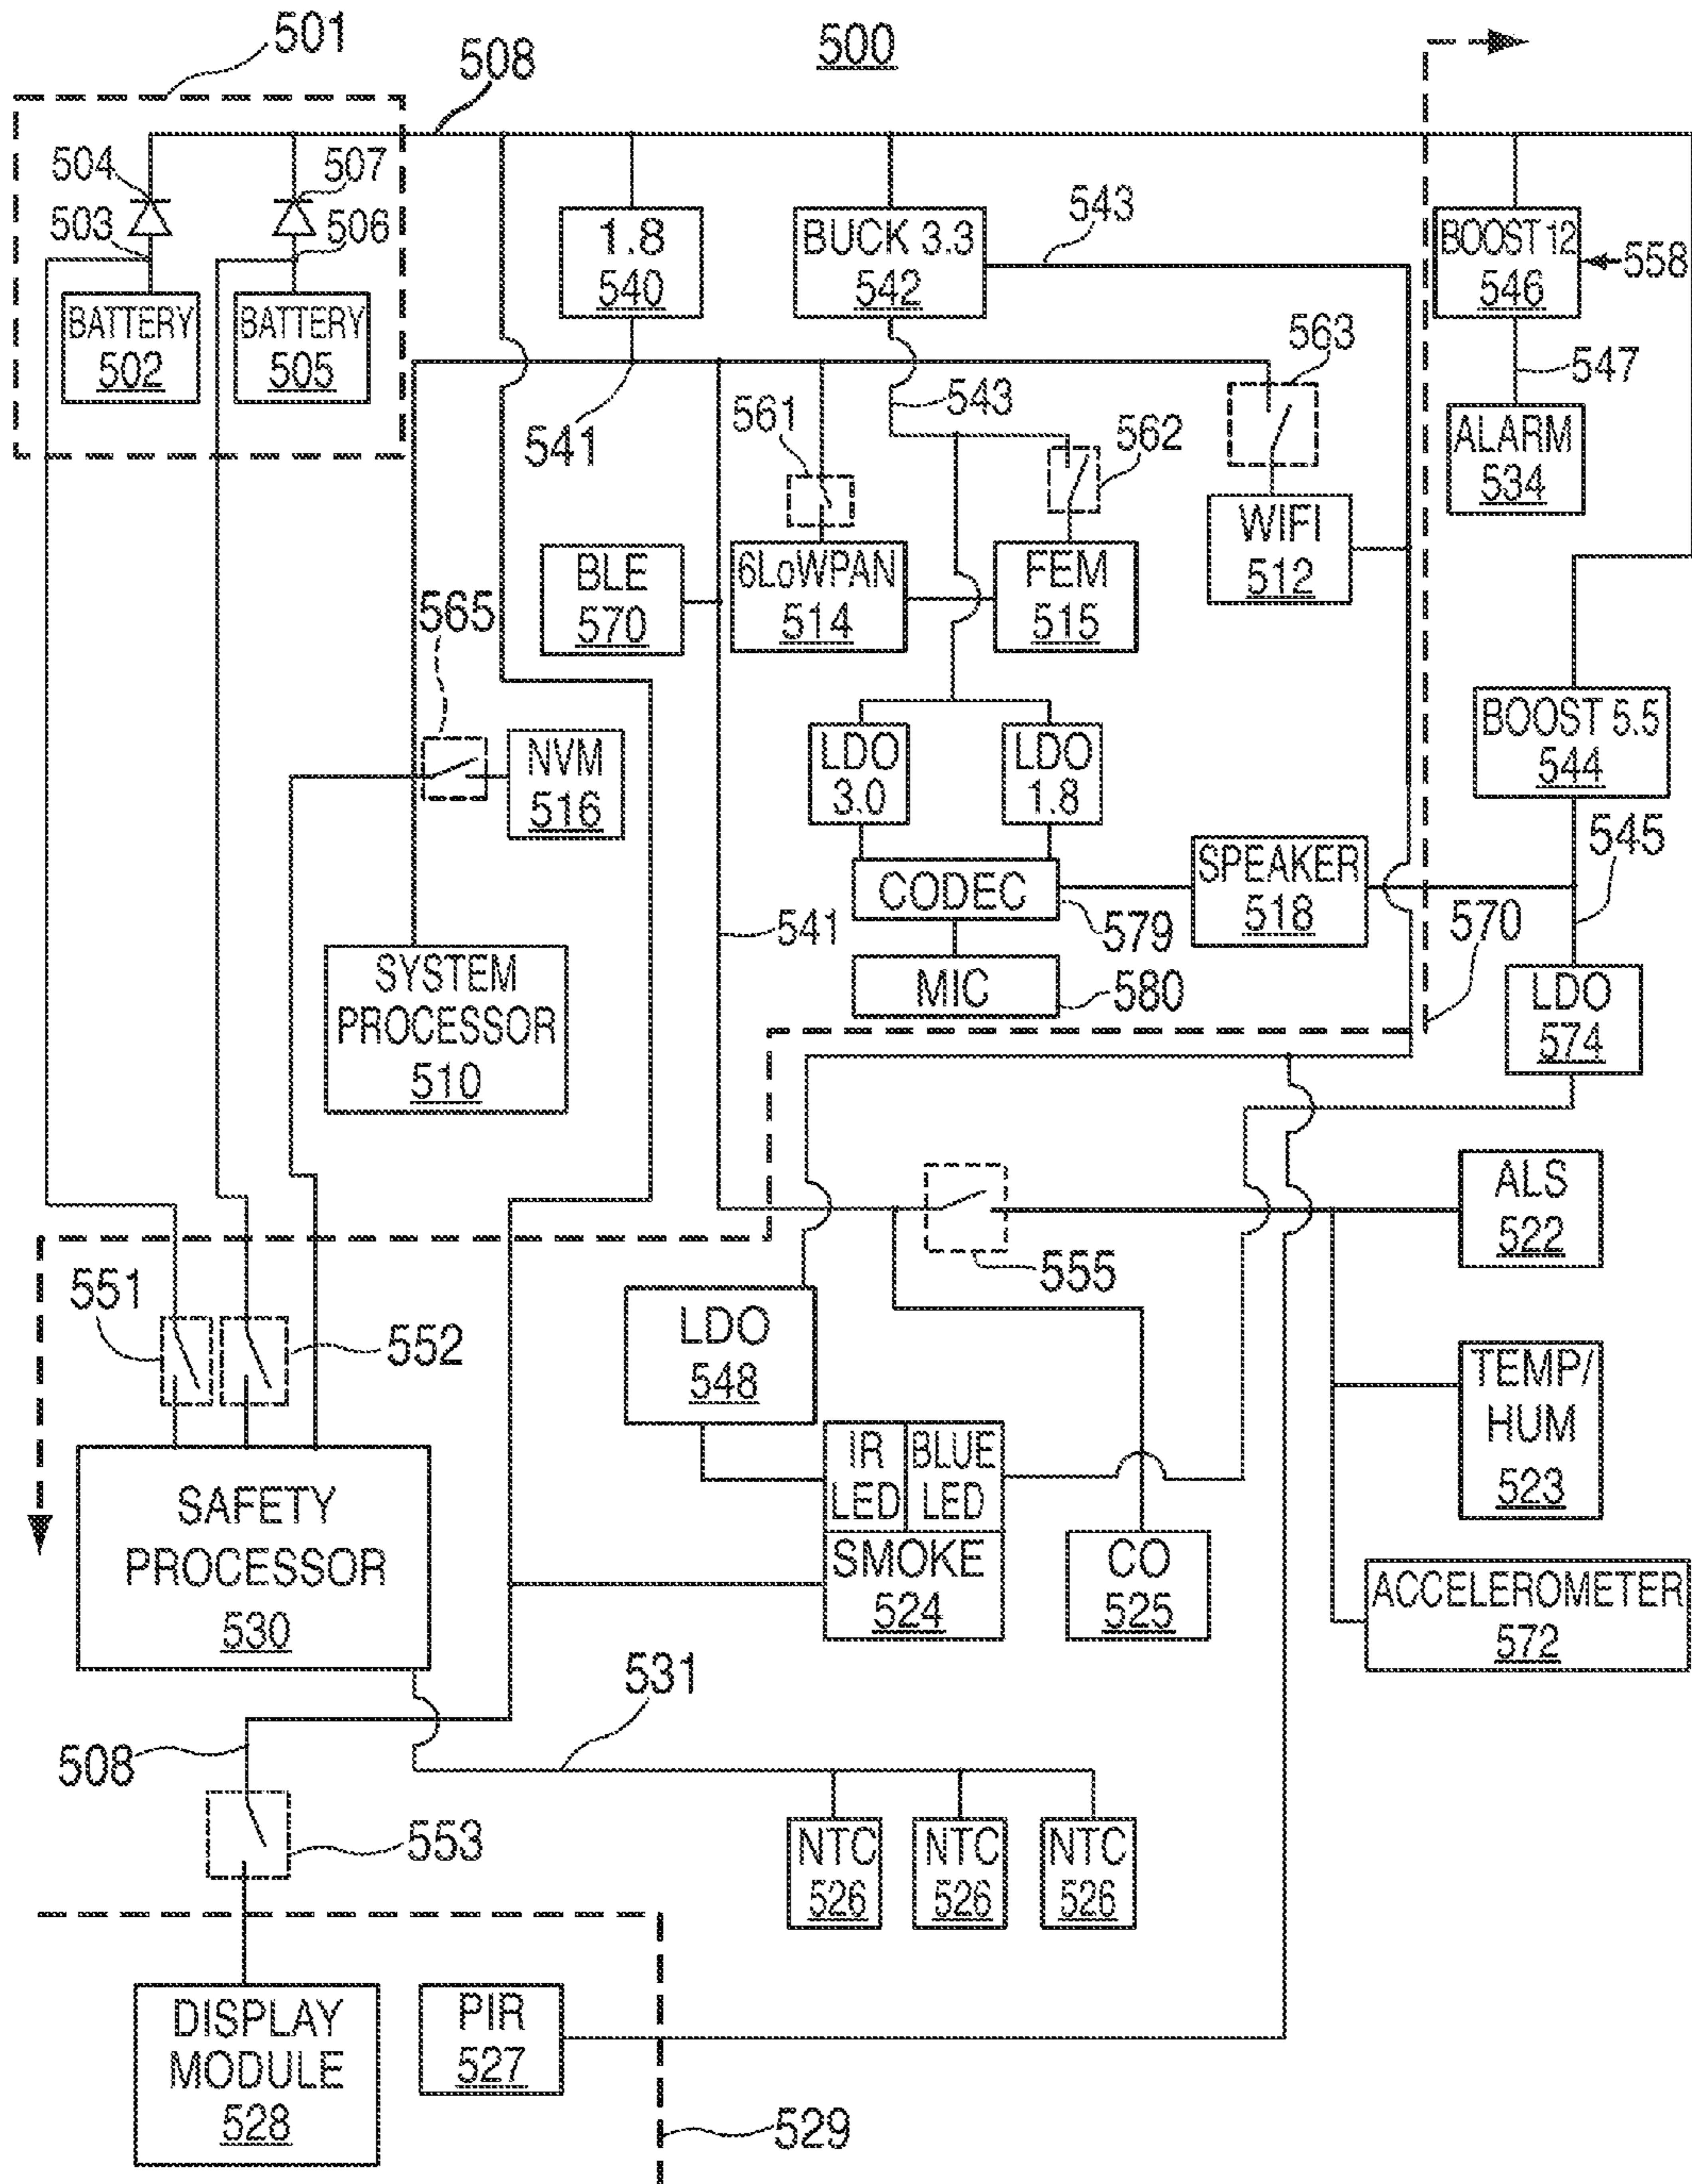 501
508
500
504
507
503
506
BATTERY
502
BATTERY
505
1.8
540
BUCK 3.3
542
543
BOOST 12
546
558
563
547
541
561
543
562
ALARM
534
WIFI
512
BLE
570
6LoWPAN
514
FEM
515
565
NVM
516
LDO
3.0
LDO
1.8
BOOST 5.5
544
545
CODEC
579
SPEAKER
518
570
541
MIC
580
SYSTEM
PROCESSOR
510
LDO
574
ALS
522
555
551
552
LDO
548
TEMP/
HUM
523
IR
LED
BLUE
LED
SMOKE
524
CO
525
ACCELEROMETER
572
SAFETY
PROCESSOR
530
531
508
553
NTC
526
NTC
526
NTC
526
DISPLAY
MODULE
528
PIR
527
529